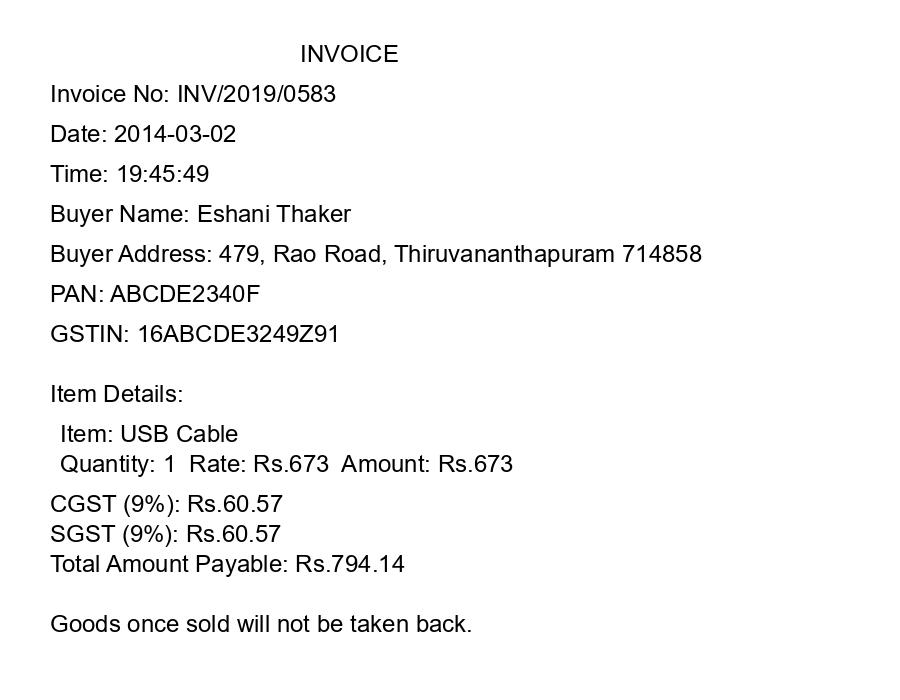 INVOICE
Invoice No: INV/2019/0583
Date: 2014-03-02
Time: 19:45:49
Buyer Name: Eshani Thaker
Buyer Address: 479, Rao Road, Thiruvananthapuram 714858
PAN: ABCDE2340F
GSTIN: 16ABCDE3249Z91
Item Details:
Item: USB Cable
Quantity: 1  Rate: Rs.673  Amount: Rs.673
CGST (9%): Rs.60.57
SGST (9%): Rs.60.57
Total Amount Payable: Rs.794.14
Goods once sold will not be taken back.